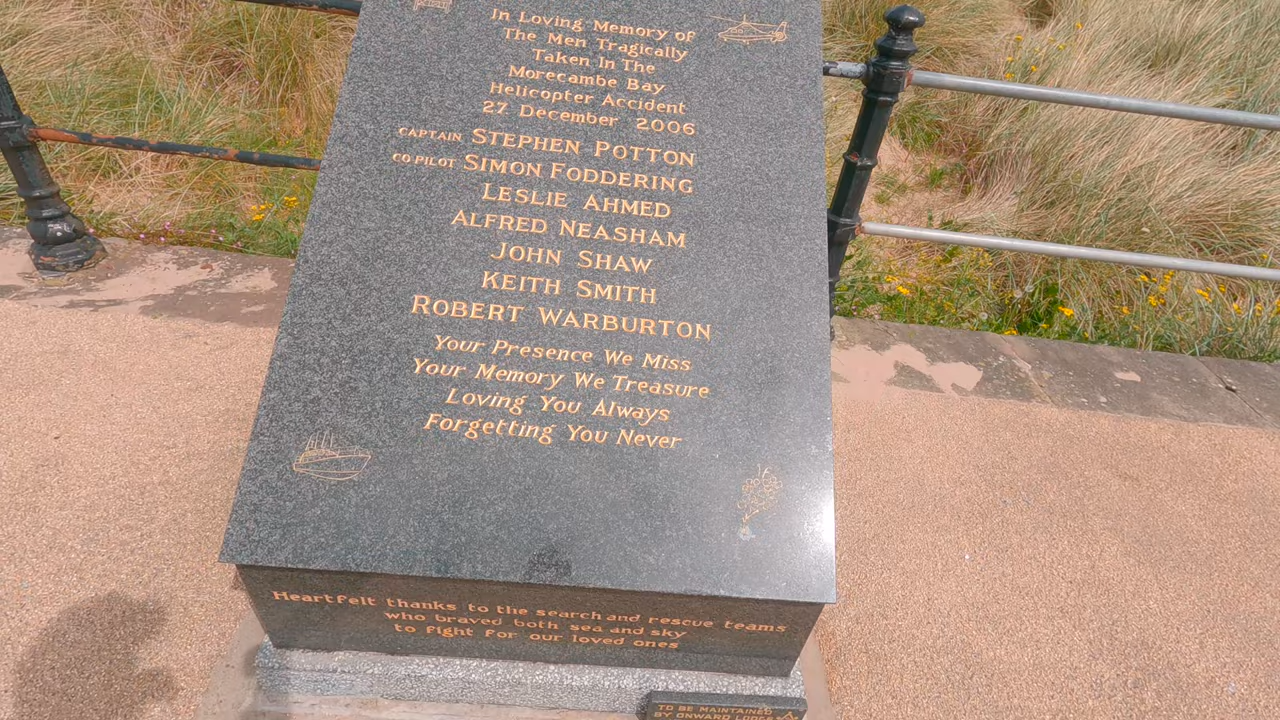 In Loving Memory of
The Men Tragically
Taken In The
Morecambe Bay
Helicopter Accident
27 December 2006
CAPTAIN STEPHEN POTTON
CO PILOT SIMON FODDERING
LESLIE AHMED
ALFRED NEASHAM
JOHN SHAW
KEITH SMITH
ROBERT WARBURTON
Your Presence We Miss
Your Memory We Treasure
Loving You Always
Forgetting You Never
Heartfelt thanks to the search and rescue teams
who braved both sea and sky
to fight for our loved ones
TO BE MAINTAINED
BY ONWARD LODGE